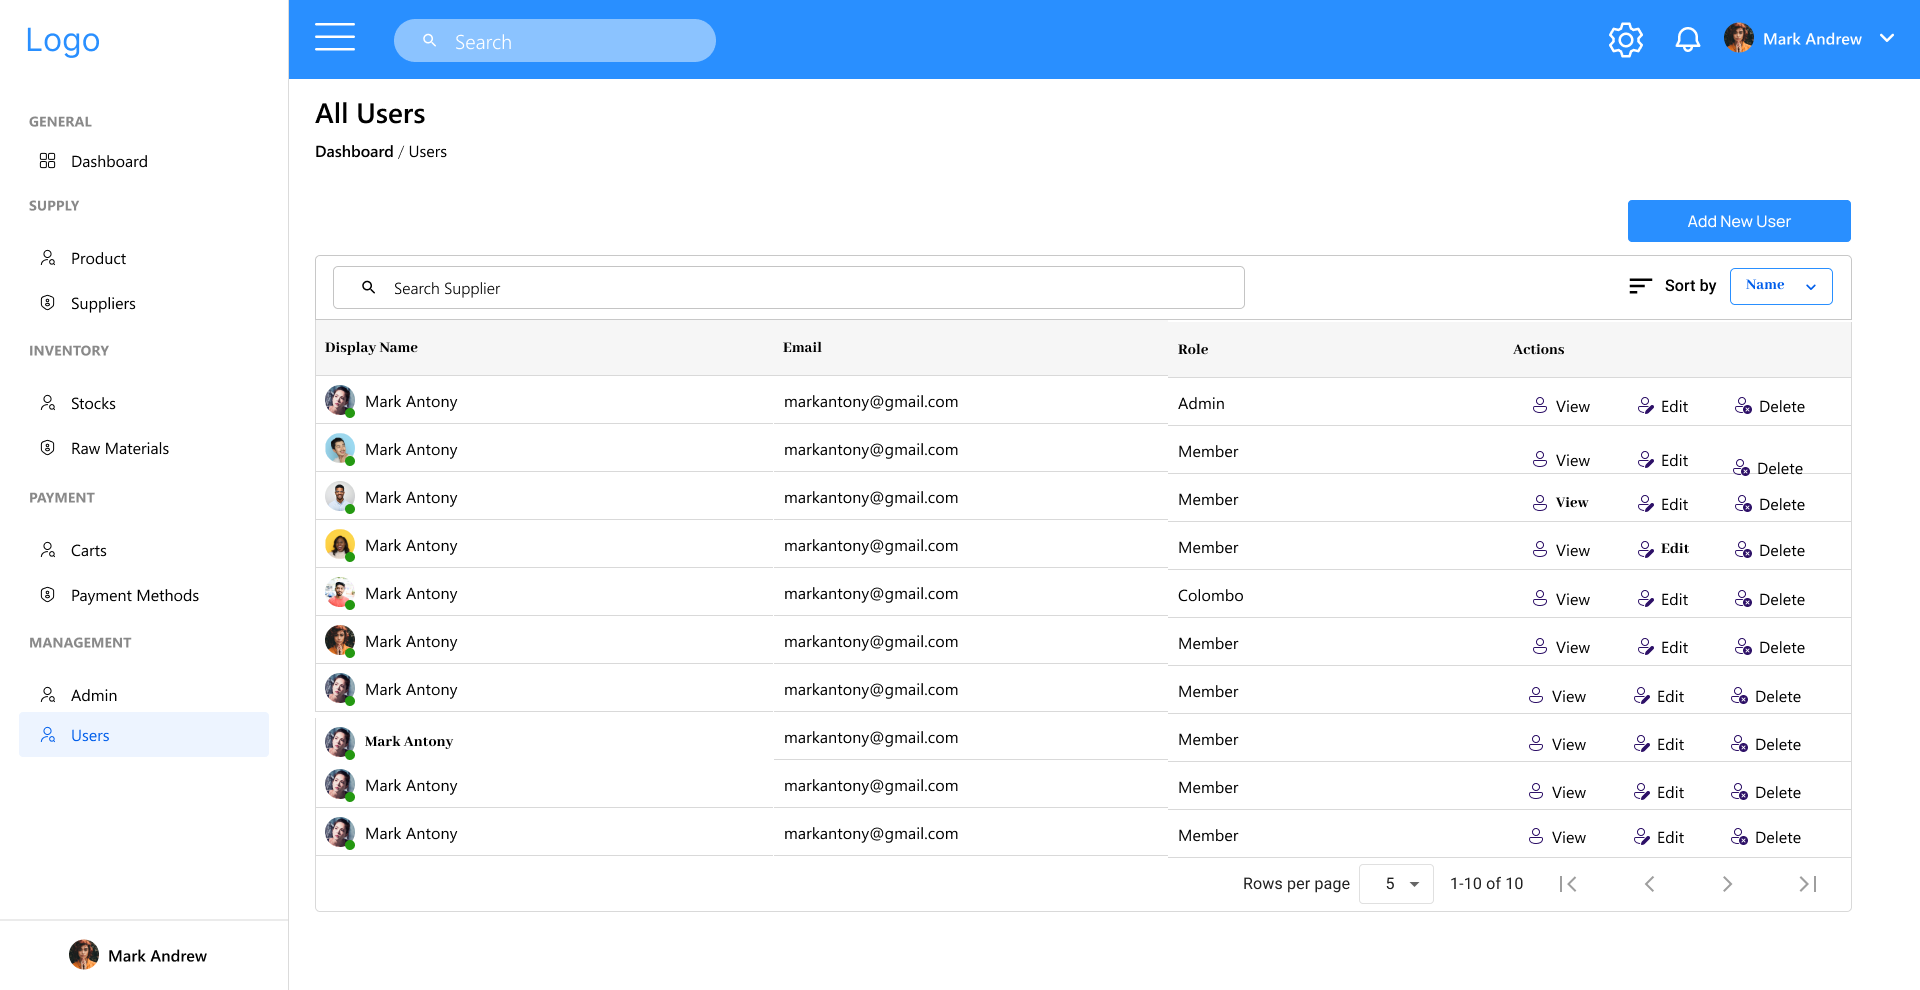 Logo
Search
Mark Andrew
GENERAL
Dashboard
SUPPLY
Product
Suppliers
INVENTORY
Stocks
Raw Materials
PAYMENT
Carts
Payment Methods
MANAGEMENT
Admin
Users
Mark Andrew
All Users
Dashboard / Users
Add New User
Search Supplier
Sort by Name
Display Name Email Role Actions
Mark Antony markantony@gmail.com Admin View Edit Delete
Mark Antony markantony@gmail.com Member View Edit Delete
Mark Antony markantony@gmail.com Member View Edit Delete
Mark Antony markantony@gmail.com Member View Edit Delete
Mark Antony markantony@gmail.com Colombo View Edit Delete
Mark Antony markantony@gmail.com Member View Edit Delete
Mark Antony markantony@gmail.com Member View Edit Delete
Mark Antony markantony@gmail.com Member View Edit Delete
Mark Antony markantony@gmail.com Member View Edit Delete
Mark Antony markantony@gmail.com Member View Edit Delete
Rows per page 5 1-10 of 10